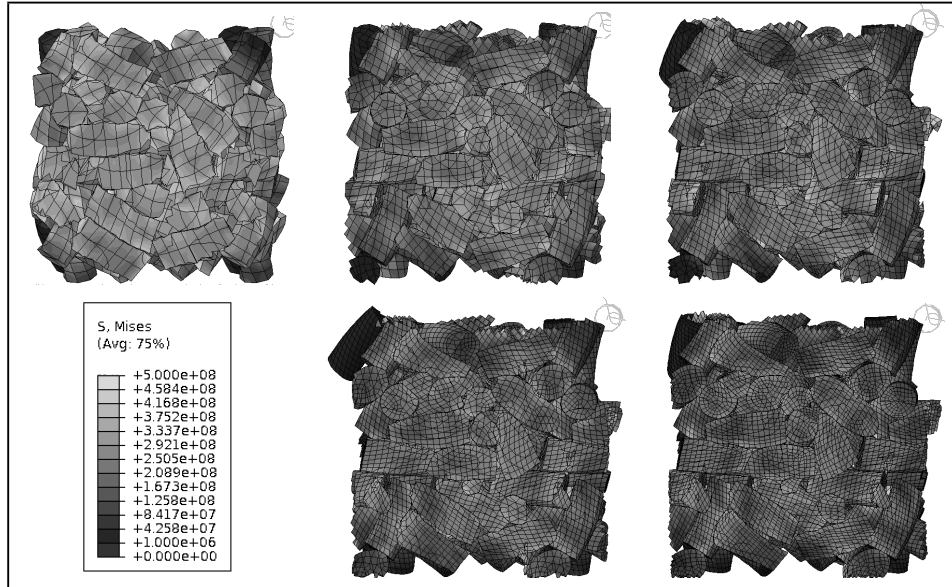 S, Mises
(Avg: 75%)
+5.000e+08
+4.584e+08
+4.168e+08
+3.752e+08
+3.337e+08
+2.921e+08
+2.505e+08
+2.089e+08
+1.673e+08
+1.258e+08
+8.417e+07
+4.258e+07
+1.000e+06
+0.000e+00